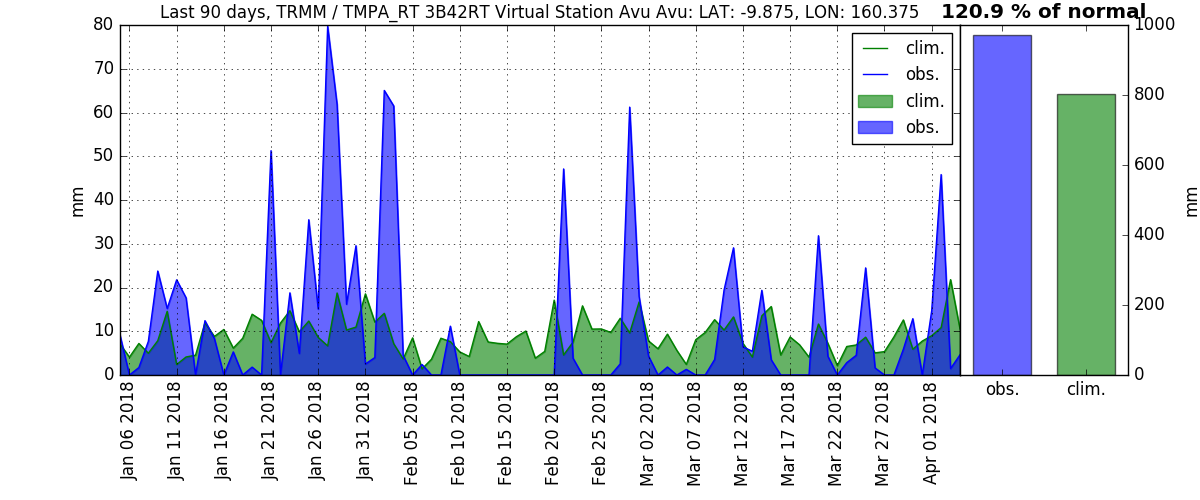 Last 90 days, TRMM / TMPA_RT 3B42RT Virtual Station Avu Avu: LAT: -9.875, LON: 160.375
120.9 % of normal
80
70
60
50
40
30
20
10
0
mm
clim.
obs.
clim.
obs.
1000
800
600
400
200
0
mm
obs.
clim.
Jan 06 2018
Jan 11 2018
Jan 16 2018
Jan 21 2018
Jan 26 2018
Jan 31 2018
Feb 05 2018
Feb 10 2018
Feb 15 2018
Feb 20 2018
Feb 25 2018
Mar 02 2018
Mar 07 2018
Mar 12 2018
Mar 17 2018
Mar 22 2018
Mar 27 2018
Apr 01 2018